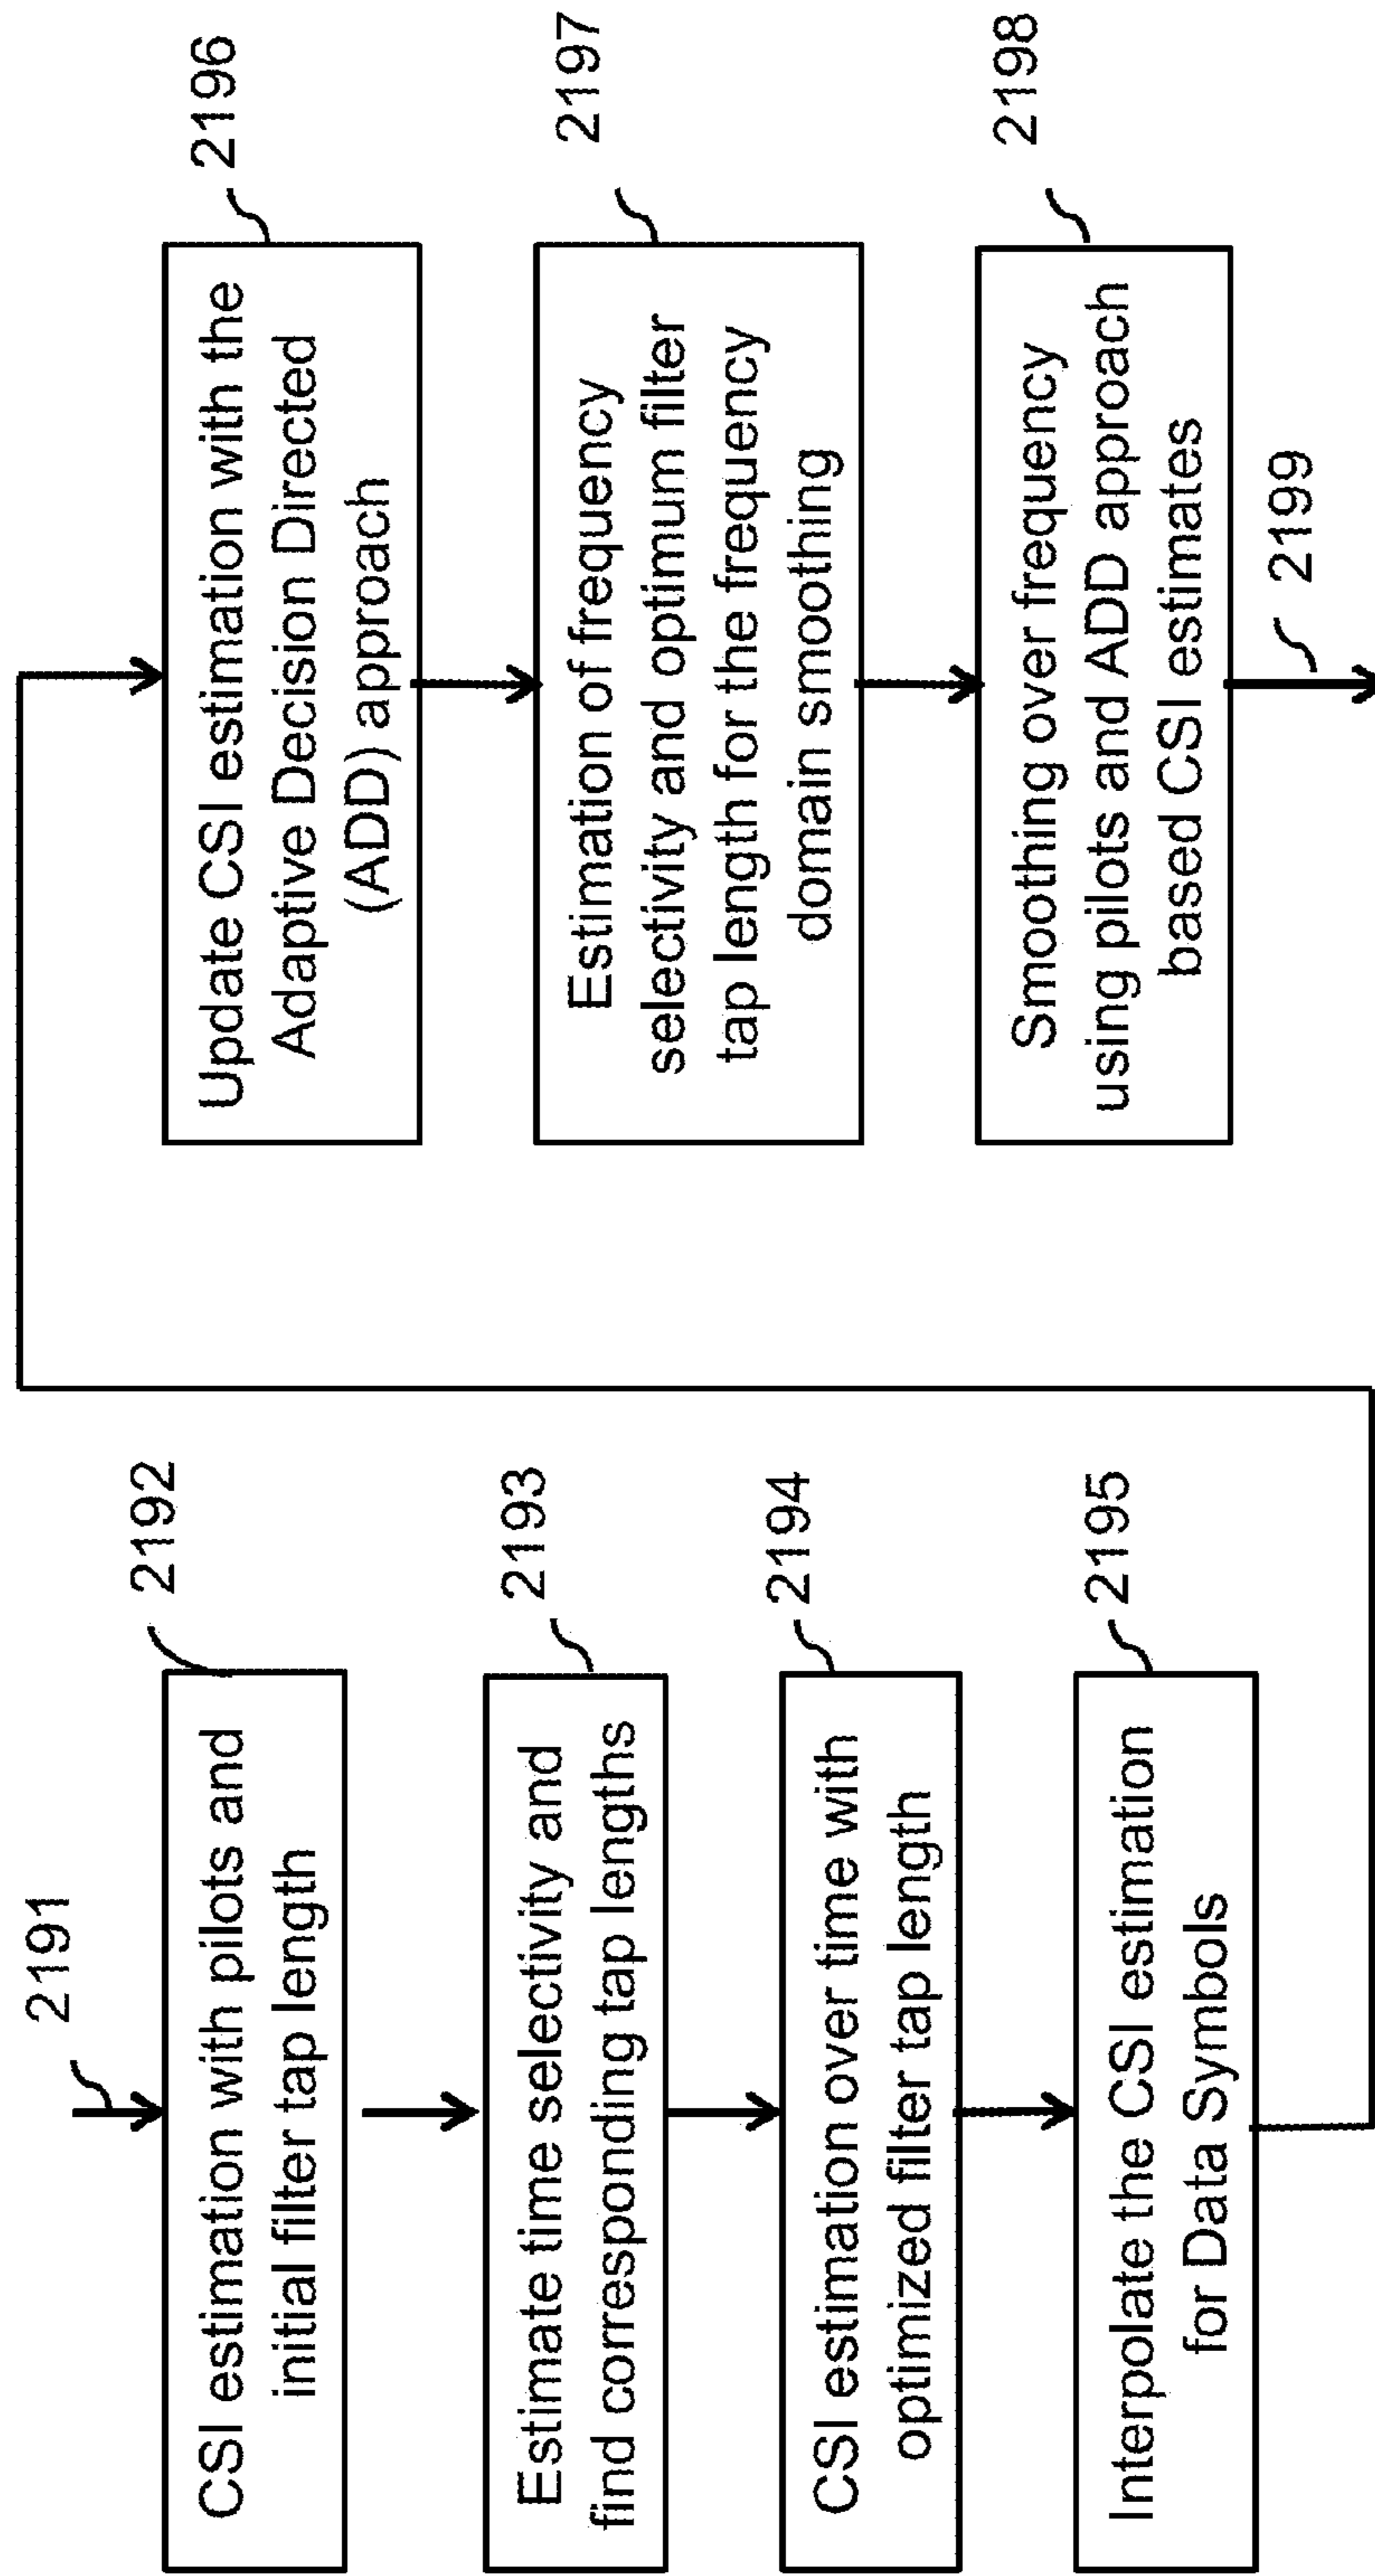 2191
CSI estimation with pilots and
initial filter tap length
2192
Estimate time selectivity and
find corresponding tap lengths
2193
CSI estimation over time with
optimized filter tap length
2194
Interpolate the CSI estimation
for Data Symbols
2195
Update CSI estimation with the
Adaptive Decision Directed
(ADD) approach
2196
Estimation of frequency
selectivity and optimum filter
tap length for the frequency
domain smoothing
2197
Smoothing over frequency
using pilots and ADD approach
based CSI estimates
2198
2199